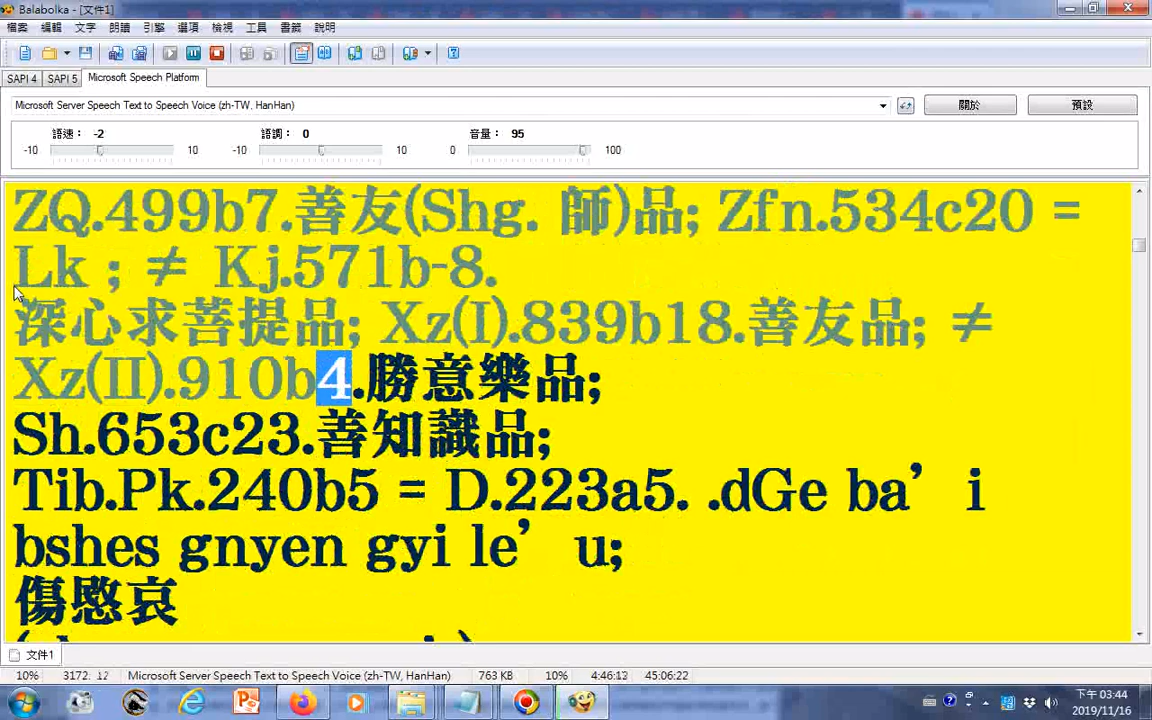 Balabolka - [文件1]
檔案 編輯 文字 朗讀 引擎 選項 檢視 工具 書籤 說明
SAPI 4 SAPI 5 Microsoft Speech Platform
Microsoft Server Speech Text to Speech Voice (zh-TW, HanHan) 關於 預設
語速： -2 語調： 0 音量： 95
-10 10 -10 10 0 100
ZQ.499b7.善友(Shg. 師)品; Zfn.534c20 =
Lk ; ≠ Kj.571b-8.
深心求菩提品; Xz(I).839b18.善友品; ≠
Xz(II).910b4.勝意樂品;
Sh.653c23.善知識品;
Tib.Pk.240b5 = D.223a5. .dGe ba’i
bshes gnyen gyi le’u;
傷愍哀
文件1
10% 3172: 12 Microsoft Server Speech Text to Speech Voice (zh-TW, HanHan) 763 KB 10% 4:46:13 45:06:22
下午 03:44
2019/11/16